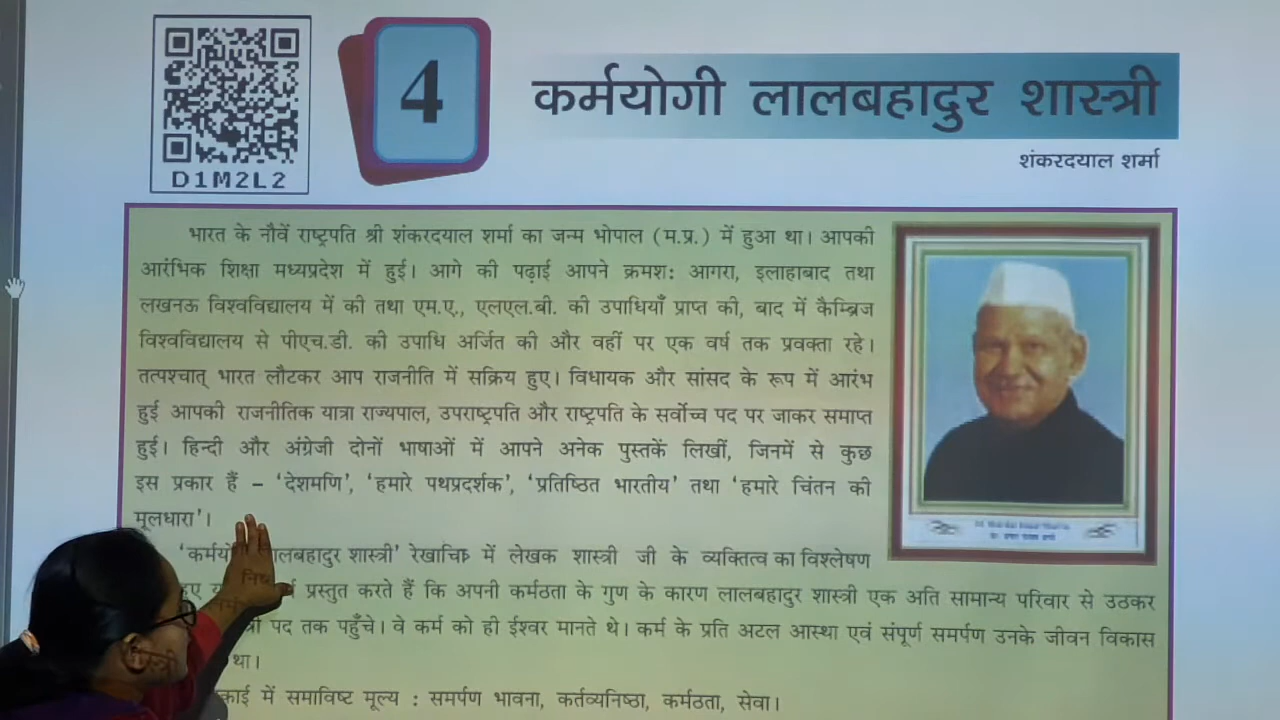 D1M2L2
4
कर्मयोगी लालबहादुर शास्त्री
शंकरदयाल शर्मा
भारत के नौवें राष्ट्रपति श्री शंकरदयाल शर्मा का जन्म भोपाल (म.प्र.) में हुआ था। आपकी
आरंभिक शिक्षा मध्यप्रदेश में हुई। आगे की पढ़ाई आपने क्रमशः आगरा, इलाहाबाद तथा
लखनऊ विश्वविद्यालय में की तथा एम.ए., एलएल.बी. की उपाधियाँ प्राप्त की, बाद में कैम्ब्रिज
विश्वविद्यालय से पीएच.डी. की उपाधि अर्जित की और वहीं पर एक वर्ष तक प्रवक्ता रहे।
तत्पश्चात् भारत लौटकर आप राजनीति में सक्रिय हुए। विधायक और सांसद के रूप में आरंभ
हुई आपकी राजनीतिक यात्रा राज्यपाल, उपराष्ट्रपति और राष्ट्रपति के सर्वोच्च पद पर जाकर समाप्त
हुई। हिन्दी और अंग्रेजी दोनों भाषाओं में आपने अनेक पुस्तकें लिखीं, जिनमें से कुछ
इस प्रकार हैं – ‘देशमणि’, ‘हमारे पथप्रदर्शक’, ‘प्रतिष्ठित भारतीय’ तथा ‘हमारे चिंतन की
मूलधारा’।
लालबहादुर शास्त्री’ में लेखक शास्त्री जी के व्यक्तित्व का विश्लेषण
प्रस्तुत करते हैं कि अपनी कर्मठता के गुण के कारण लालबहादुर शास्त्री एक अति सामान्य परिवार से उठकर
पद तक पहुँचे। वे कर्म को ही ईश्वर मानते थे। कर्म के प्रति अटल आस्था एवं संपूर्ण समर्पण उनके जीवन विकास
था।
में समाविष्ट मूल्य : समर्पण भावना, कर्तव्यनिष्ठा, कर्मठता, सेवा।